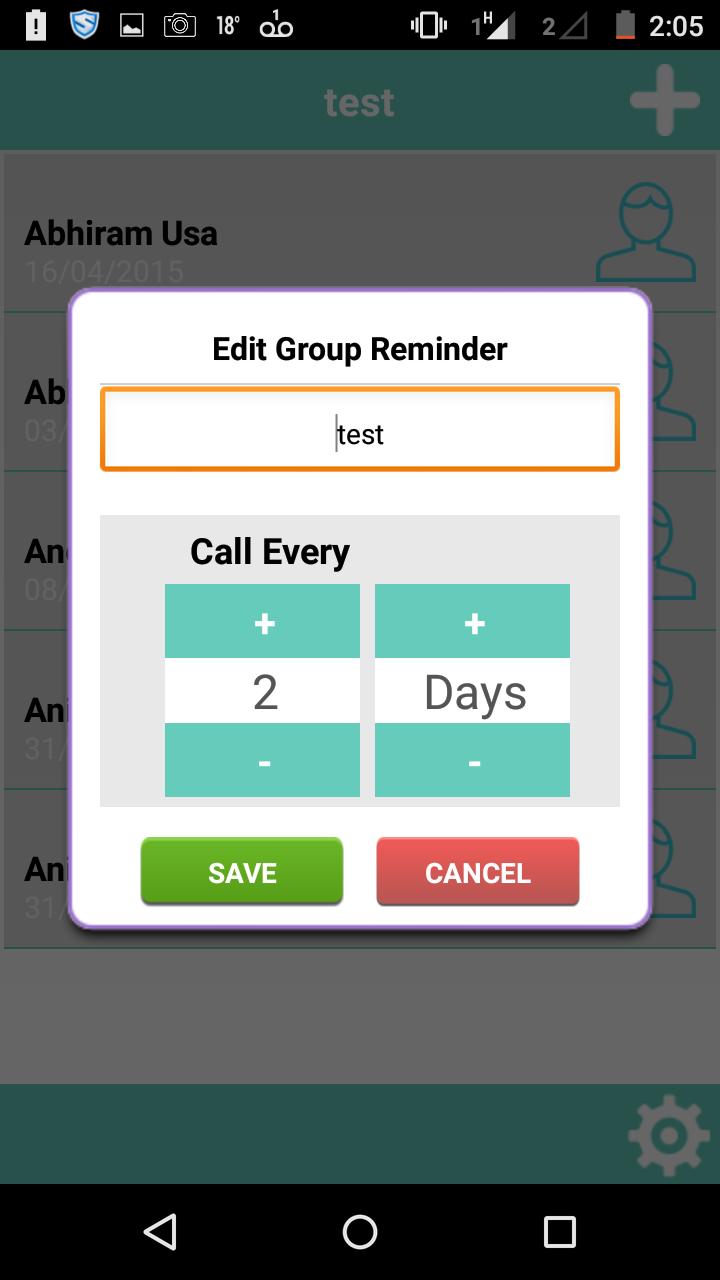 18° 1 1 H 2 2:05
test
Abhiram Usa
16/04/2015
Edit Group Reminder
Ab
03/
test
An
08/
Call Every
+ +
2 Days
Ani
31/
- -
SAVE CANCEL
Ani
31/